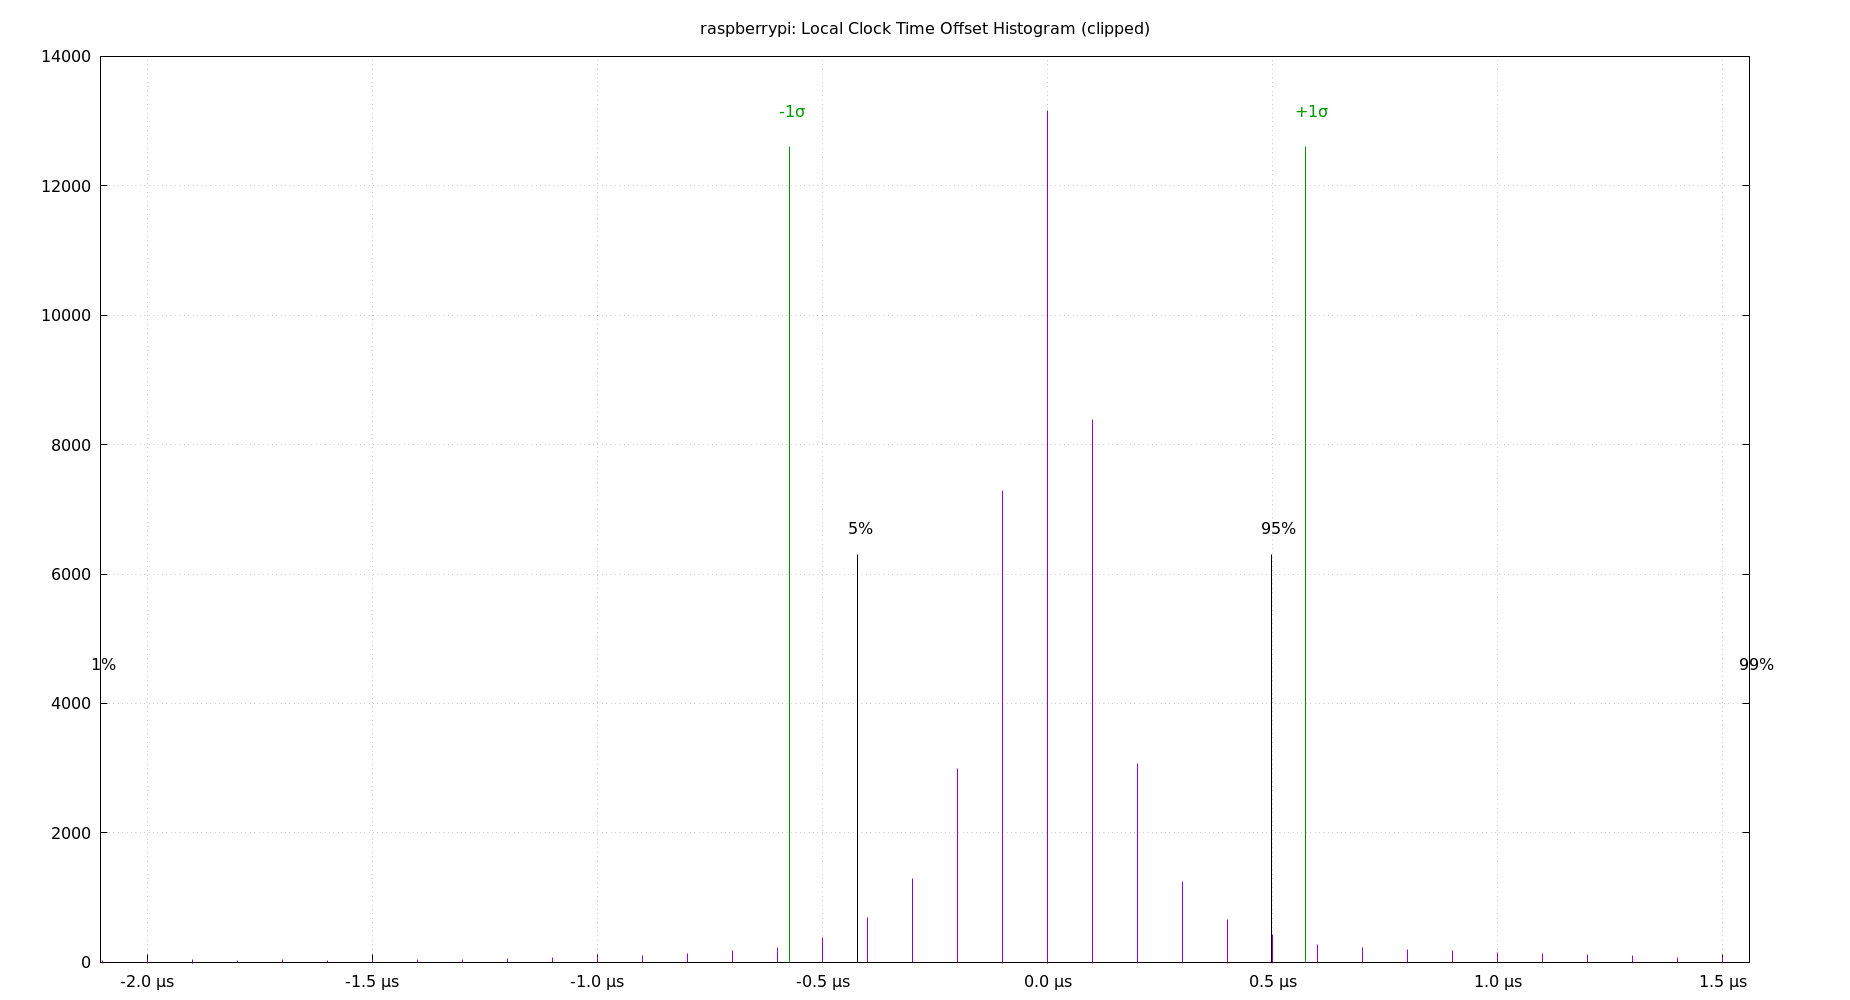 raspberrypi: Local Clock Time Offset Histogram (clipped)
14000
-1σ
+1σ
12000
10000
8000
5%
95%
6000
1%
99%
4000
2000
0
-2.0 µs
-1.5 µs
-1.0 µs
-0.5 µs
0.0 µs
0.5 µs
1.0 µs
1.5 µs